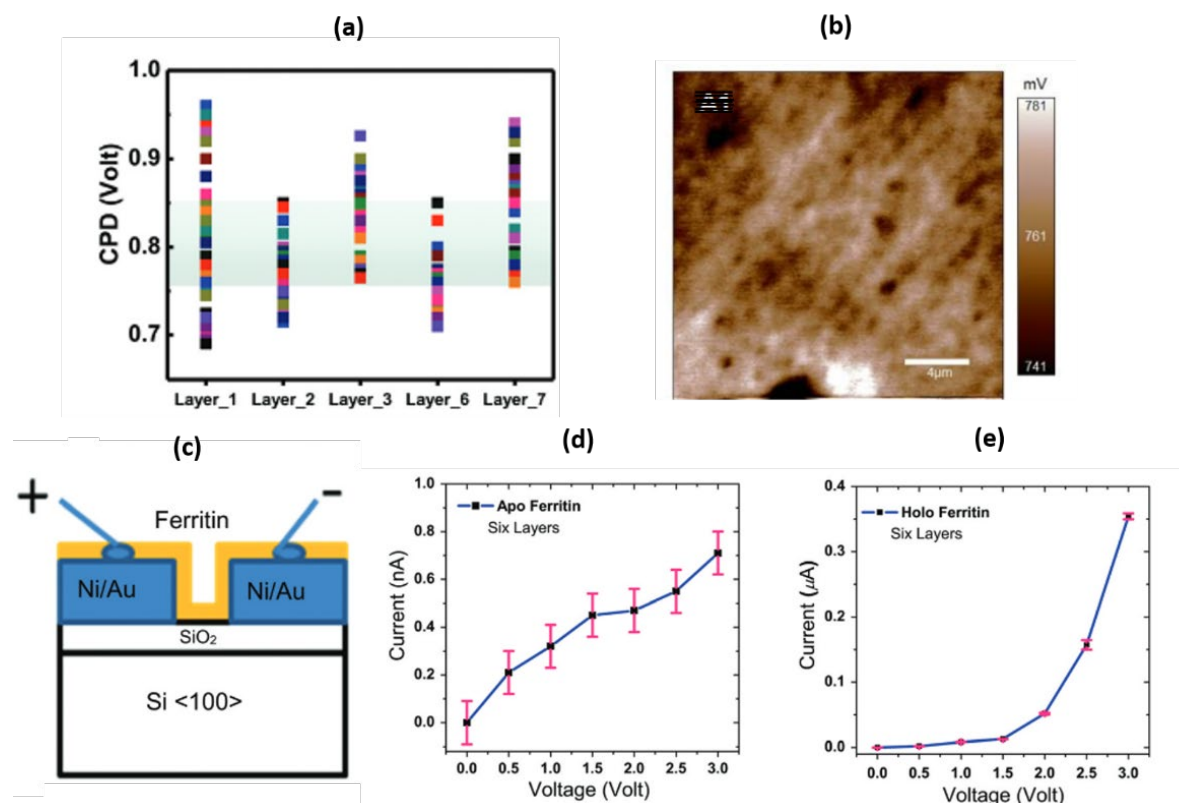 (a)
CPD (Volt)
1.0
0.9
0.8
0.7
Layer_1 Layer_2 Layer_3 Layer_6 Layer_7
(b)
mV
781
761
741
4μm
(c)
+ −
Ferritin
Ni/Au Ni/Au
SiO₂
Si <100>
(d)
Current (nA)
1.0
0.8
0.6
0.4
0.2
0.0
Apo Ferritin
Six Layers
0.0 0.5 1.0 1.5 2.0 2.5 3.0
Voltage (Volt)
(e)
Current (μA)
0.4
0.3
0.2
0.1
0.0
Holo Ferritin
Six Layers
0.0 0.5 1.0 1.5 2.0 2.5 3.0
Voltage (Volt)